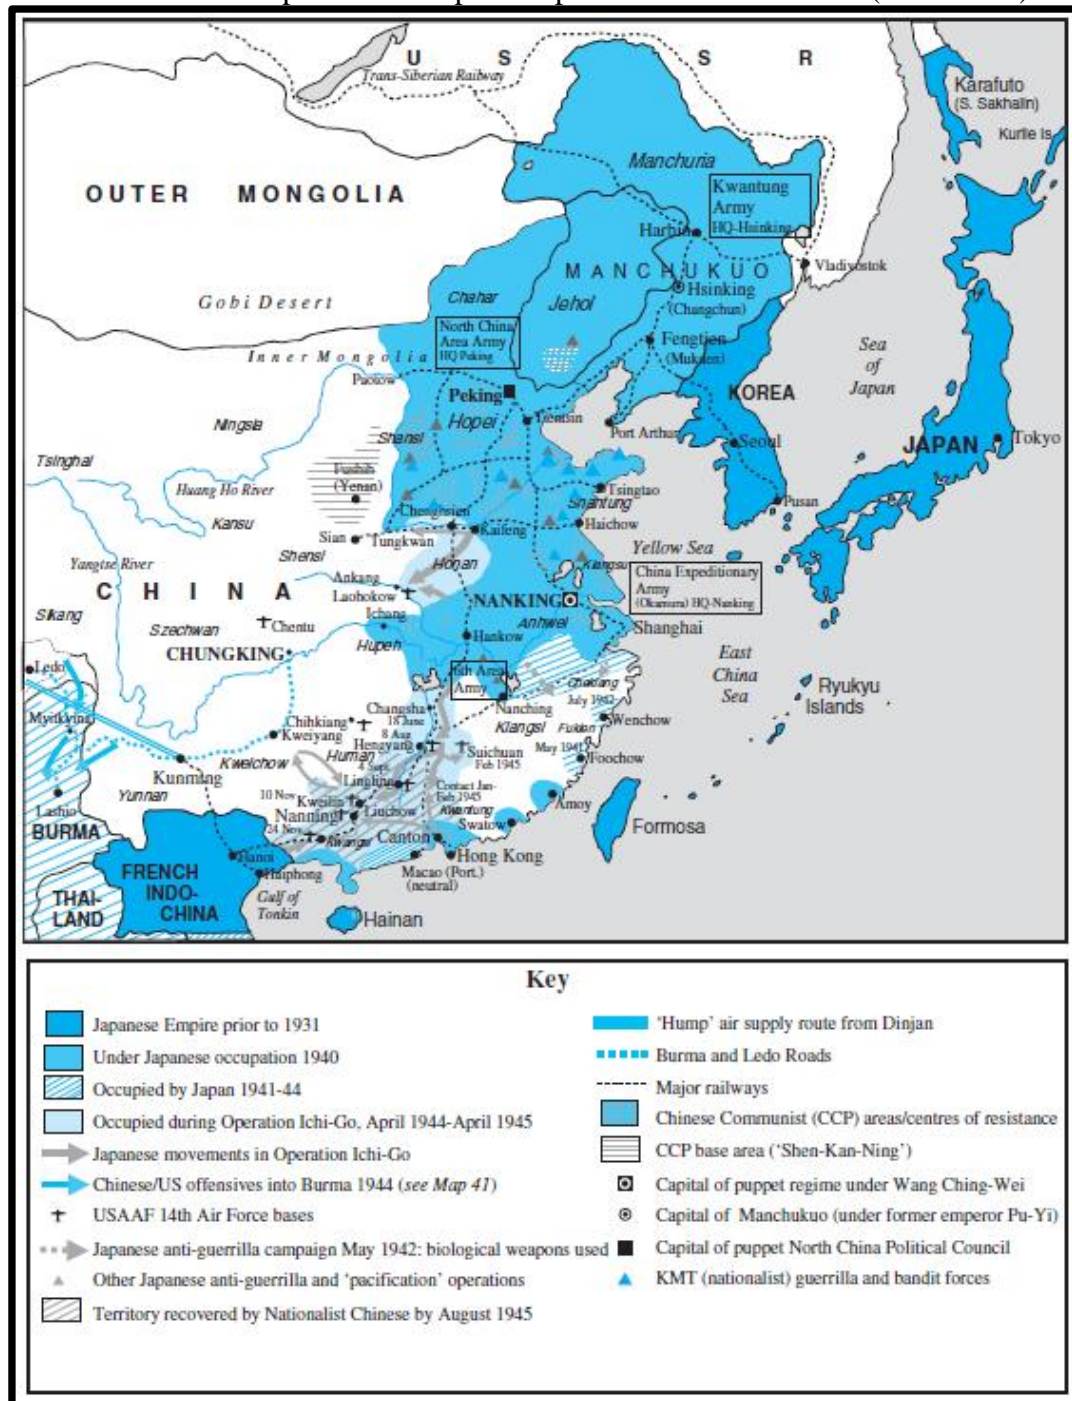 U S S R
Trans-Siberian Railway
Karafuto
(S. Sakhalin)
Kurile Is.
Manchuria
OUTER MONGOLIA
Kwantung
Army
HQ-Hsinking
Harbin
Vladivostok
MANCHUKUO
Gobi Desert
Chahar
Jehol
Hsinking
(Changchun)
North China
Area Army
HQ Peking
Fengtien
(Mukden)
Inner Mongolia
Sea
of
Japan
Paotow
Peking
KOREA
Hopei
Tientsin
Port Arthur
Ningsia
Shansi
Seoul
JAPAN
Tokyo
Tsinghai
Fushih
(Yenan)
Huang Ho River
Tsingtao
Shantung
Pusan
Kansu
Chenghsien
Kaifeng
Haichow
Sian
Tungkwan
Shensi
Honan
Yellow Sea
Yangtse River
Kiangsu
China Expeditionary
Army
(Okamura) HQ-Nanking
CHINA
Ankang
Laohokow
NANKING
Sikang
Szechwan
Chentu
Ichang
Anhwei
Shanghai
Hankow
CHUNGKING
Hupeh
East
China
Sea
Ledo
6th Area
Army
Chekiang
July 1942
Ryukyu
Islands
Myitkyina
Changsha
18 June
Nanching
Kiangsi
Fukien
Wenchow
Chihkiang
Kweiyang
8 Aug
Hengyang
Suichuan
Feb 1945
May 1941
Foochow
Kunming
Kweichow
Human
4 Sept
Lingling
Contact Jan-
Feb 1945
Yunnan
10 Nov
Kweilin
Kwantung
Amoy
Lashio
Nanning
Liuchow
Swatow
Formosa
BURMA
24 Nov
Kwangsi
Canton
Hanoi
Hong Kong
FRENCH
INDO-
CHINA
Haiphong
Macao (Port.)
(neutral)
THAI-
LAND
Gulf of
Tonkin
Hainan
Key
Japanese Empire prior to 1931
Under Japanese occupation 1940
Occupied by Japan 1941-44
Occupied during Operation Ichi-Go, April 1944-April 1945
Japanese movements in Operation Ichi-Go
Chinese/US offensives into Burma 1944 (see Map 41)
USAAF 14th Air Force bases
Japanese anti-guerrilla campaign May 1942: biological weapons used
Other Japanese anti-guerrilla and 'pacification' operations
Territory recovered by Nationalist Chinese by August 1945
'Hump' air supply route from Dinjan
Burma and Ledo Roads
Major railways
Chinese Communist (CCP) areas/centres of resistance
CCP base area ('Shen-Kan-Ning')
Capital of puppet regime under Wang Ching-Wei
Capital of Manchukuo (under former emperor Pu-Yi)
Capital of puppet North China Political Council
KMT (nationalist) guerrilla and bandit forces